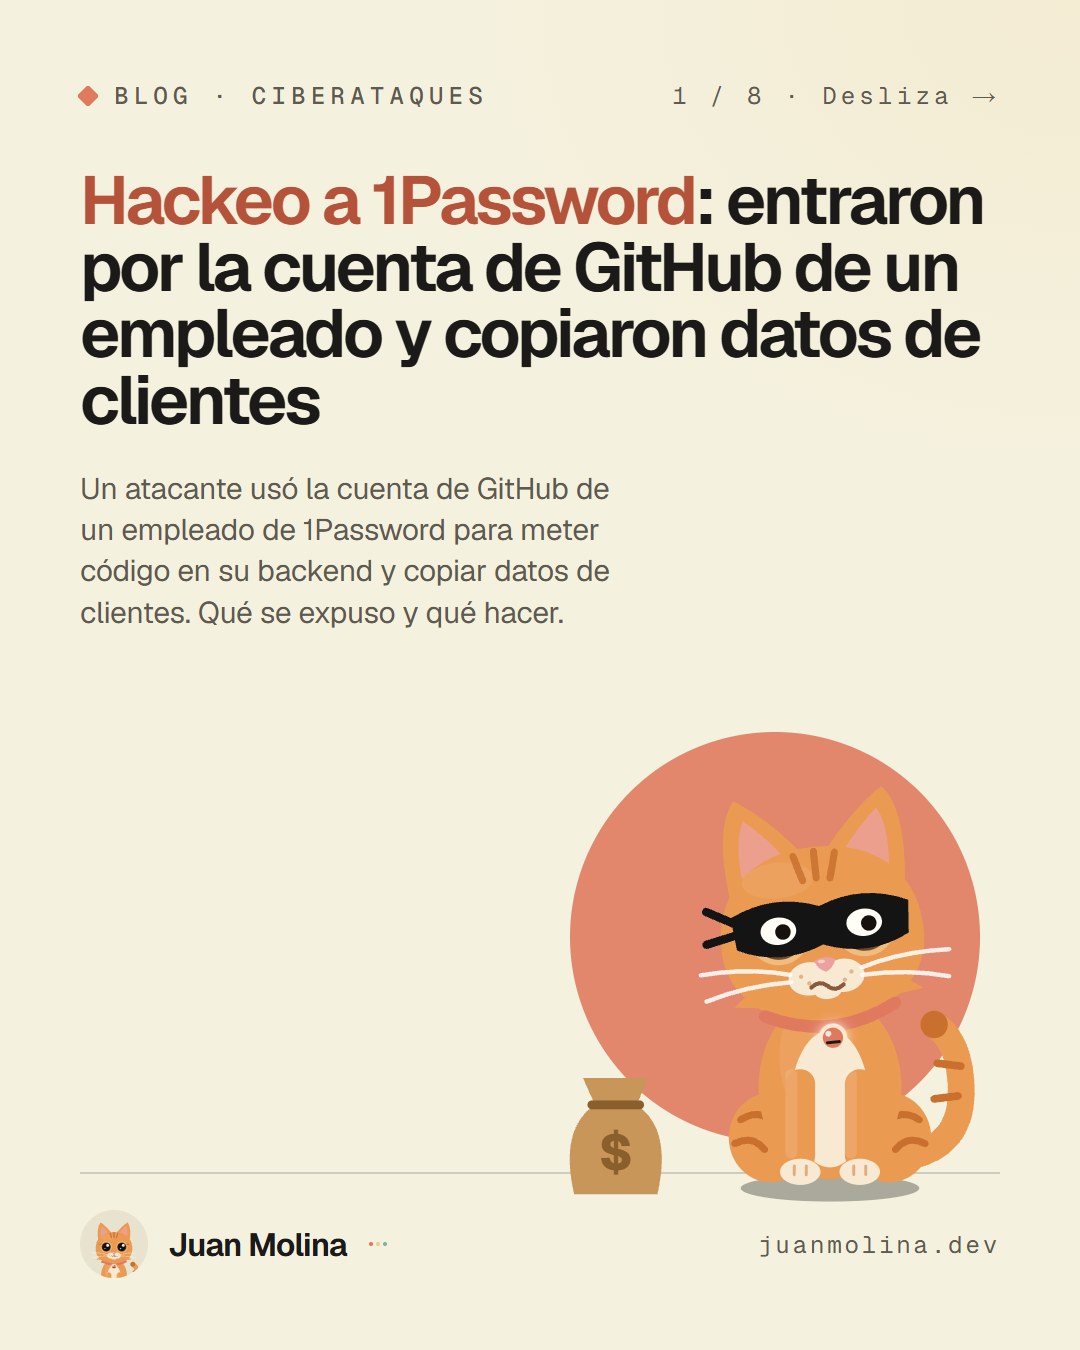 BLOG · CIBERATAQUES
1 / 8 · Desliza →
Hackeo a 1Password: entraron
por la cuenta de GitHub de un
empleado y copiaron datos de
clientes
Un atacante usó la cuenta de GitHub de
un empleado de 1Password para meter
código en su backend y copiar datos de
clientes. Qué se expuso y qué hacer.
$
Juan Molina
juanmolina.dev